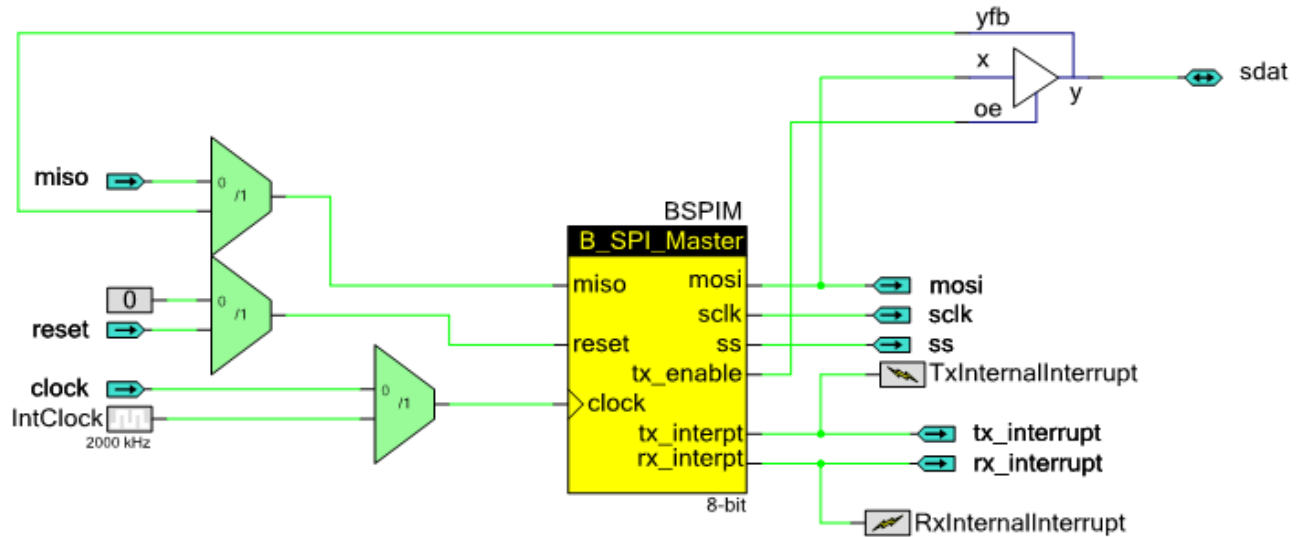 yfb
x
sdat
y
oe
miso
0
/1
BSPIM
B_SPI_Master
miso
mosi
mosi
0
0
/1
sclk
sclk
reset
reset
ss
ss
tx_enable
TxInternalInterrupt
clock
0
/1
clock
IntClock
2000 kHz
tx_interpt
tx_interrupt
rx_interpt
rx_interrupt
8-bit
RxInternalInterrupt